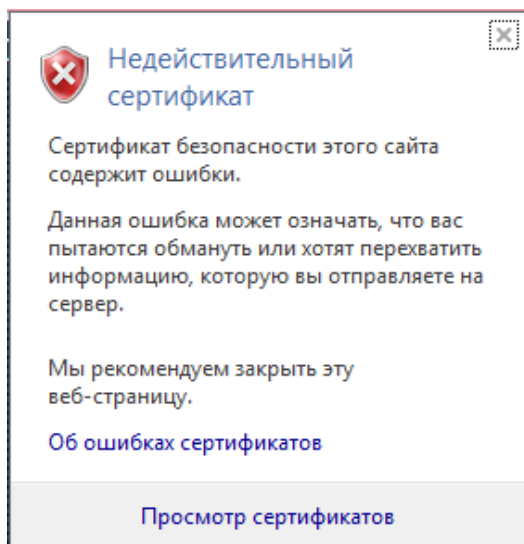 Недействительный
сертификат
Сертификат безопасности этого сайта
содержит ошибки.
Данная ошибка может означать, что вас
пытаются обмануть или хотят перехватить
информацию, которую вы отправляете на
сервер.
Мы рекомендуем закрыть эту
веб-страницу.
Об ошибках сертификатов
Просмотр сертификатов